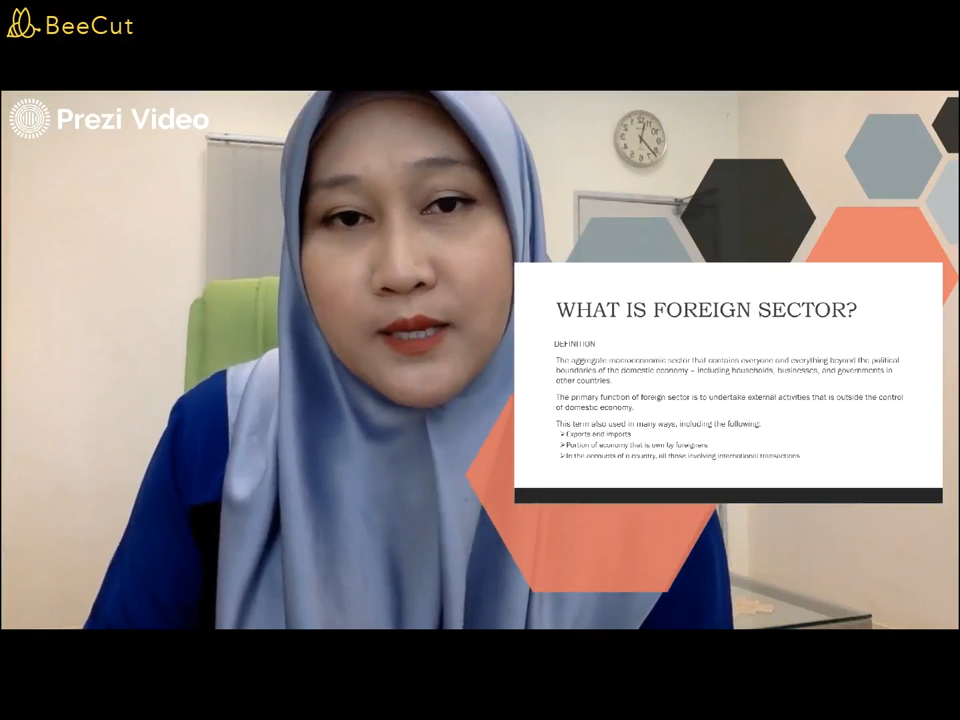 BeeCut
Prezi Video
WHAT IS FOREIGN SECTOR?
DEFINITION
The aggregate macroeconomic sector that contains everyone and everything beyond the political
boundaries of the domestic economy – including households, businesses, and governments in
other countries.
The primary function of foreign sector is to undertake external activities that is outside the control
of domestic economy.
This term also used in many ways, including the following:
➢Exports and imports
➢Portion of economy that is own by foreigners
➢In the accounts of a country, all those involving international transactions